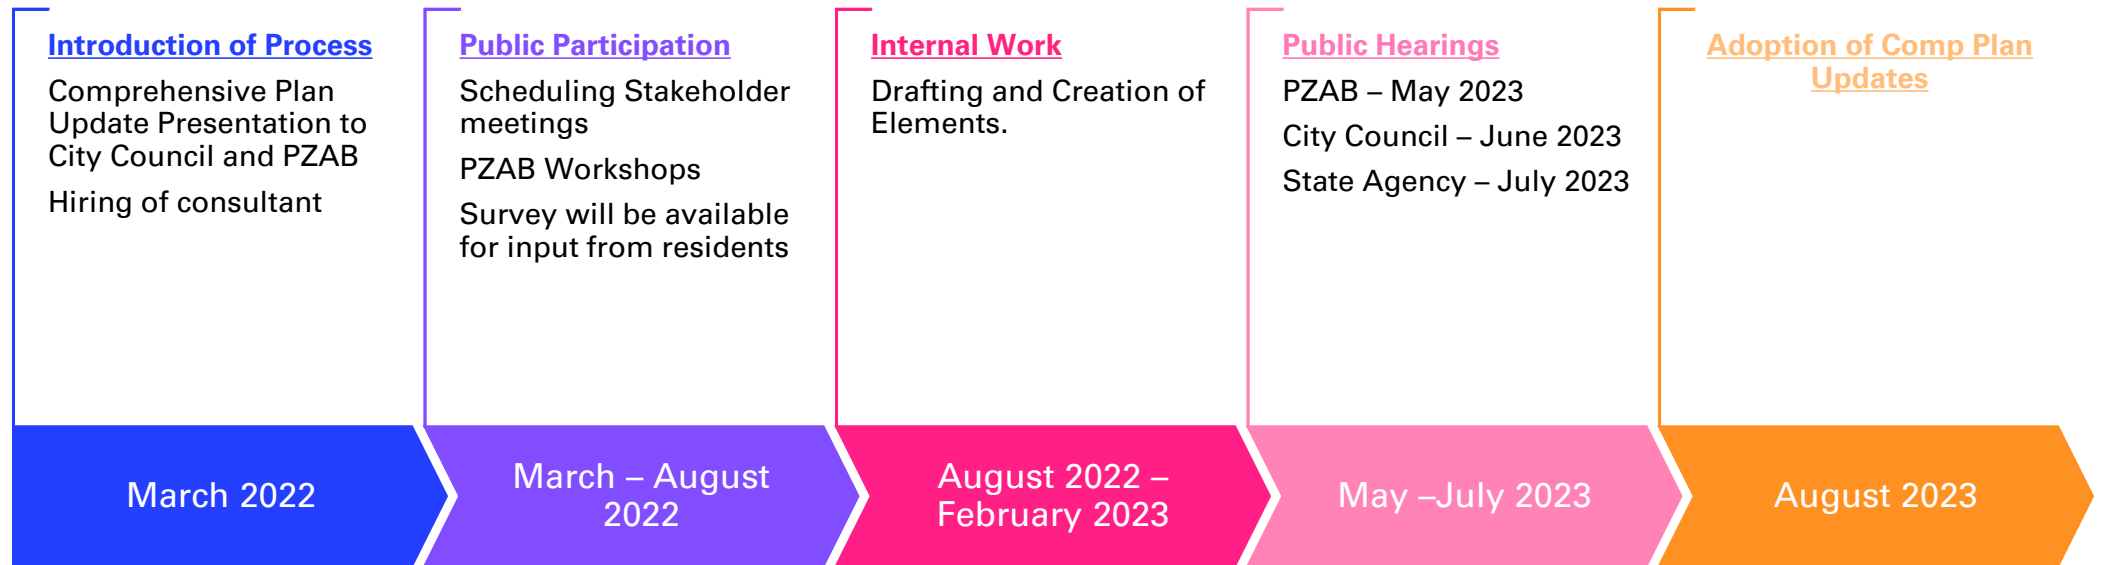 Introduction of Process
Comprehensive Plan
Update Presentation to
City Council and PZAB
Hiring of consultant
March 2022
Public Participation
Scheduling Stakeholder
meetings
PZAB Workshops
Survey will be available
for input from residents
March – August
2022
Internal Work
Drafting and Creation of
Elements.
August 2022 –
February 2023
Public Hearings
PZAB – May 2023
City Council – June 2023
State Agency – July 2023
May –July 2023
Adoption of Comp Plan
Updates
August 2023